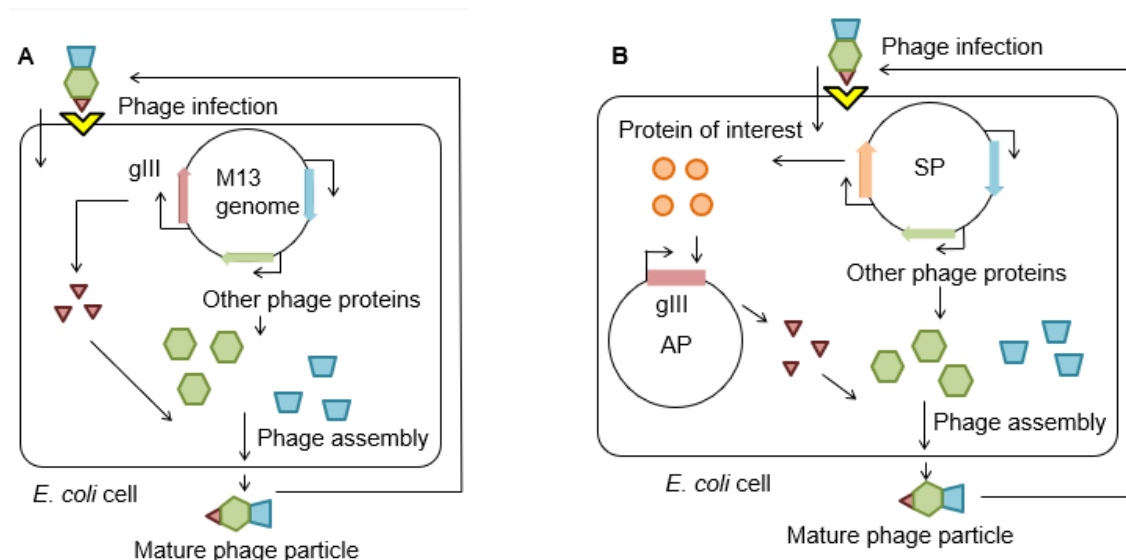 A
Phage infection
gIII
M13
genome
Other phage proteins
Phage assembly
E. coli cell
Mature phage particle
B
Phage infection
Protein of interest
SP
Other phage proteins
gIII
AP
Phage assembly
E. coli cell
Mature phage particle